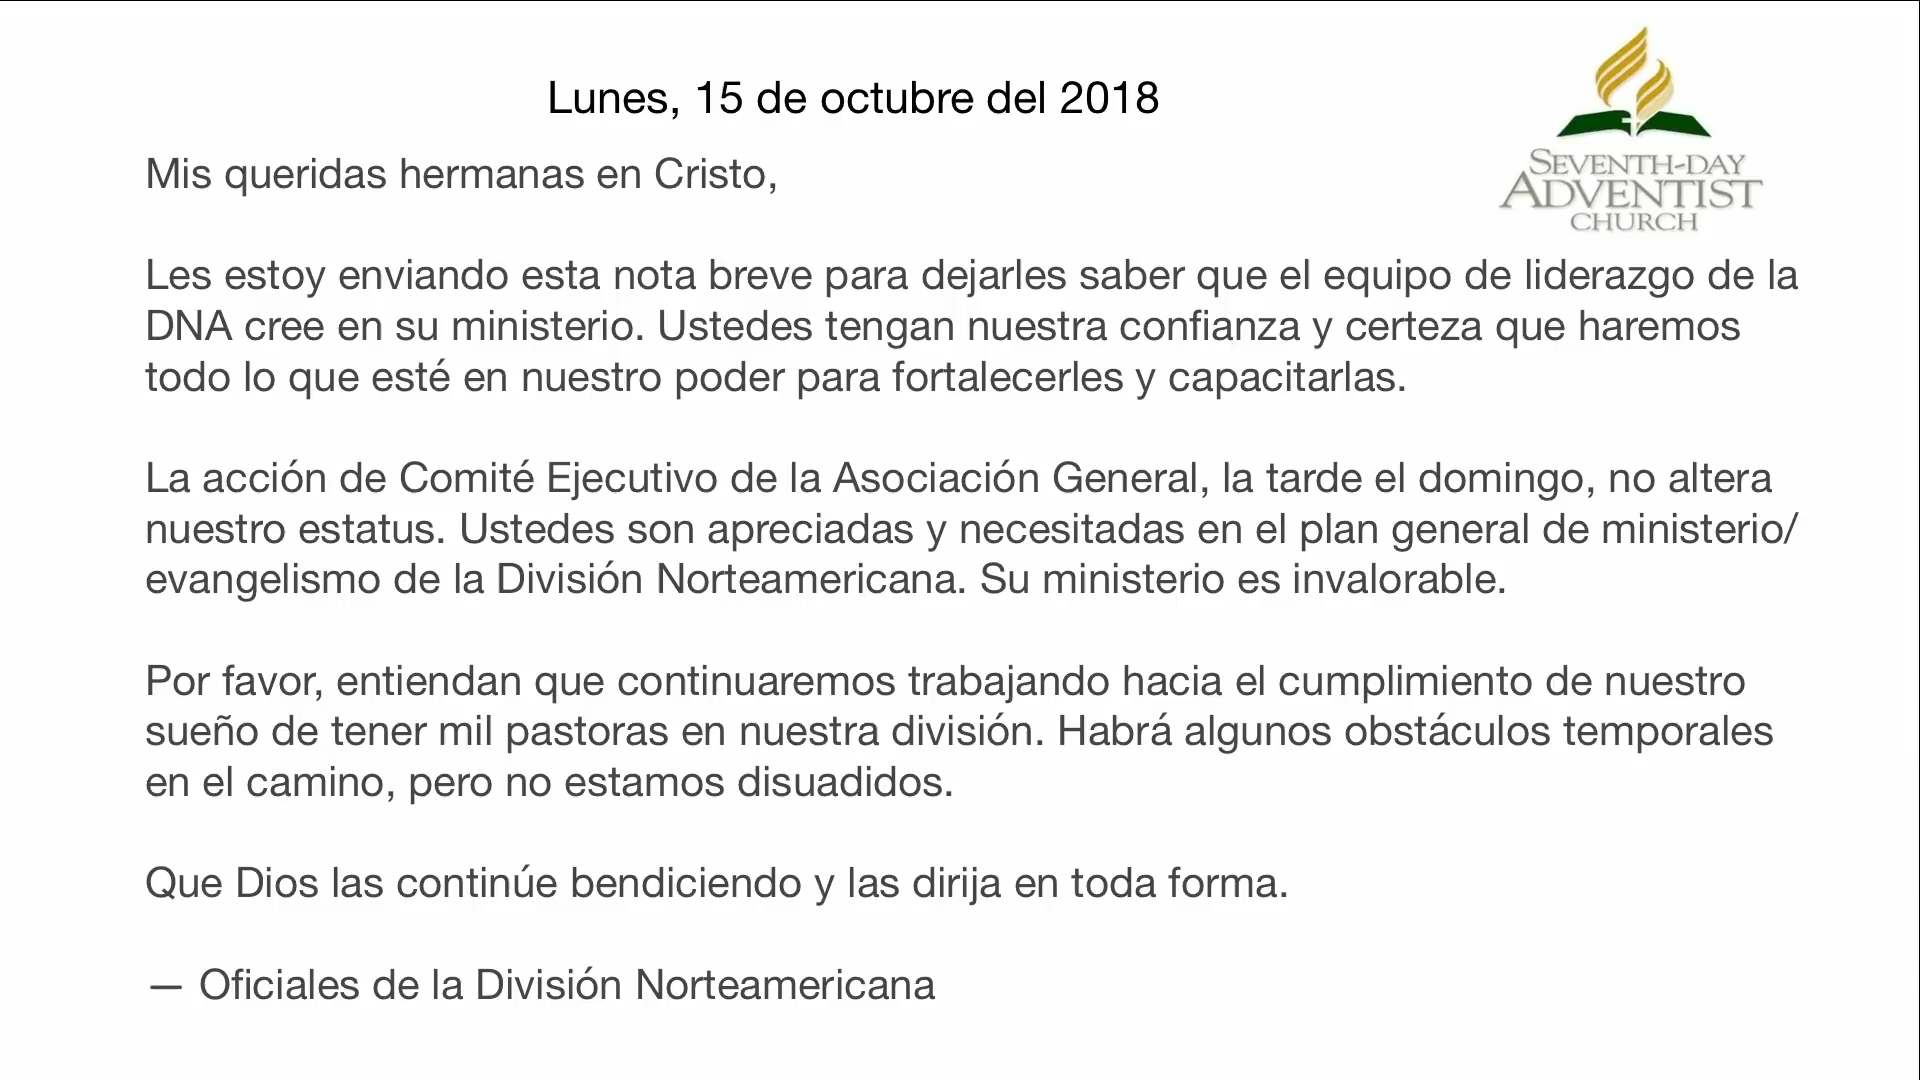 Lunes, 15 de octubre del 2018
SEVENTH-DAY
ADVENTIST
CHURCH
Mis queridas hermanas en Cristo,
Les estoy enviando esta nota breve para dejarles saber que el equipo de liderazgo de la
DNA cree en su ministerio. Ustedes tengan nuestra confianza y certeza que haremos
todo lo que esté en nuestro poder para fortalecerles y capacitarlas.
La acción de Comité Ejecutivo de la Asociación General, la tarde el domingo, no altera
nuestro estatus. Ustedes son apreciadas y necesitadas en el plan general de ministerio/
evangelismo de la División Norteamericana. Su ministerio es invalorable.
Por favor, entiendan que continuaremos trabajando hacia el cumplimiento de nuestro
sueño de tener mil pastoras en nuestra división. Habrá algunos obstáculos temporales
en el camino, pero no estamos disuadidos.
Que Dios las continúe bendiciendo y las dirija en toda forma.
— Oficiales de la División Norteamericana